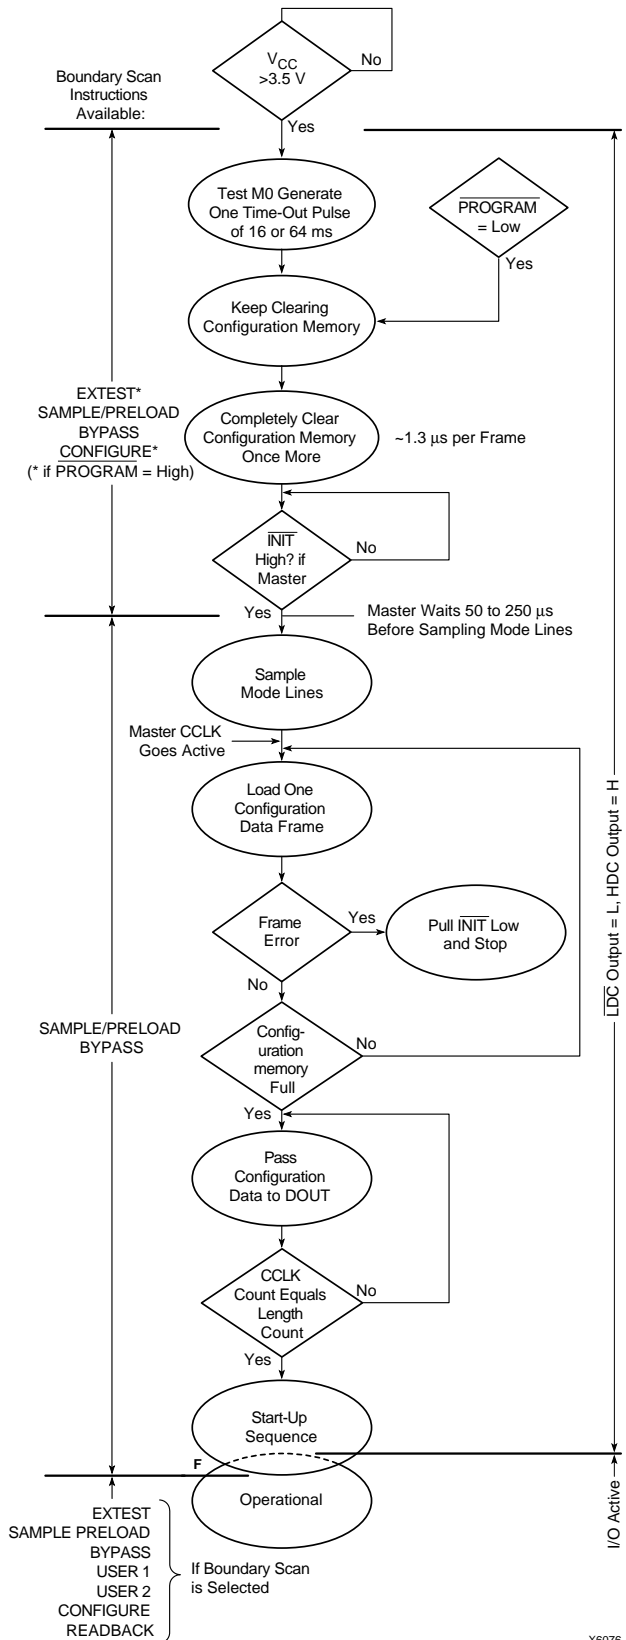 V_CC
>3.5 V
No
Boundary Scan
Instructions
Available:
Yes
Test M0 Generate
One Time-Out Pulse
of 16 or 64 ms
PROGRAM
= Low
Yes
Keep Clearing
Configuration Memory
EXTEST*
SAMPLE/PRELOAD
BYPASS
CONFIGURE*
(* if PROGRAM = High)
Completely Clear
Configuration Memory
Once More
~1.3 µs per Frame
INIT
High? if
Master
No
Yes
Master Waits 50 to 250 µs
Before Sampling Mode Lines
Sample
Mode Lines
Master CCLK
Goes Active
Load One
Configuration
Data Frame
LDC Output = L, HDC Output = H
Frame
Error
Yes
Pull INIT Low
and Stop
No
SAMPLE/PRELOAD
BYPASS
Config-
uration
memory
Full
No
Yes
Pass
Configuration
Data to DOUT
CCLK
Count Equals
Length
Count
No
Yes
Start-Up
Sequence
F
Operational
I/O Active
EXTEST
SAMPLE PRELOAD
BYPASS
USER 1
USER 2
CONFIGURE
READBACK
If Boundary Scan
is Selected
X6076